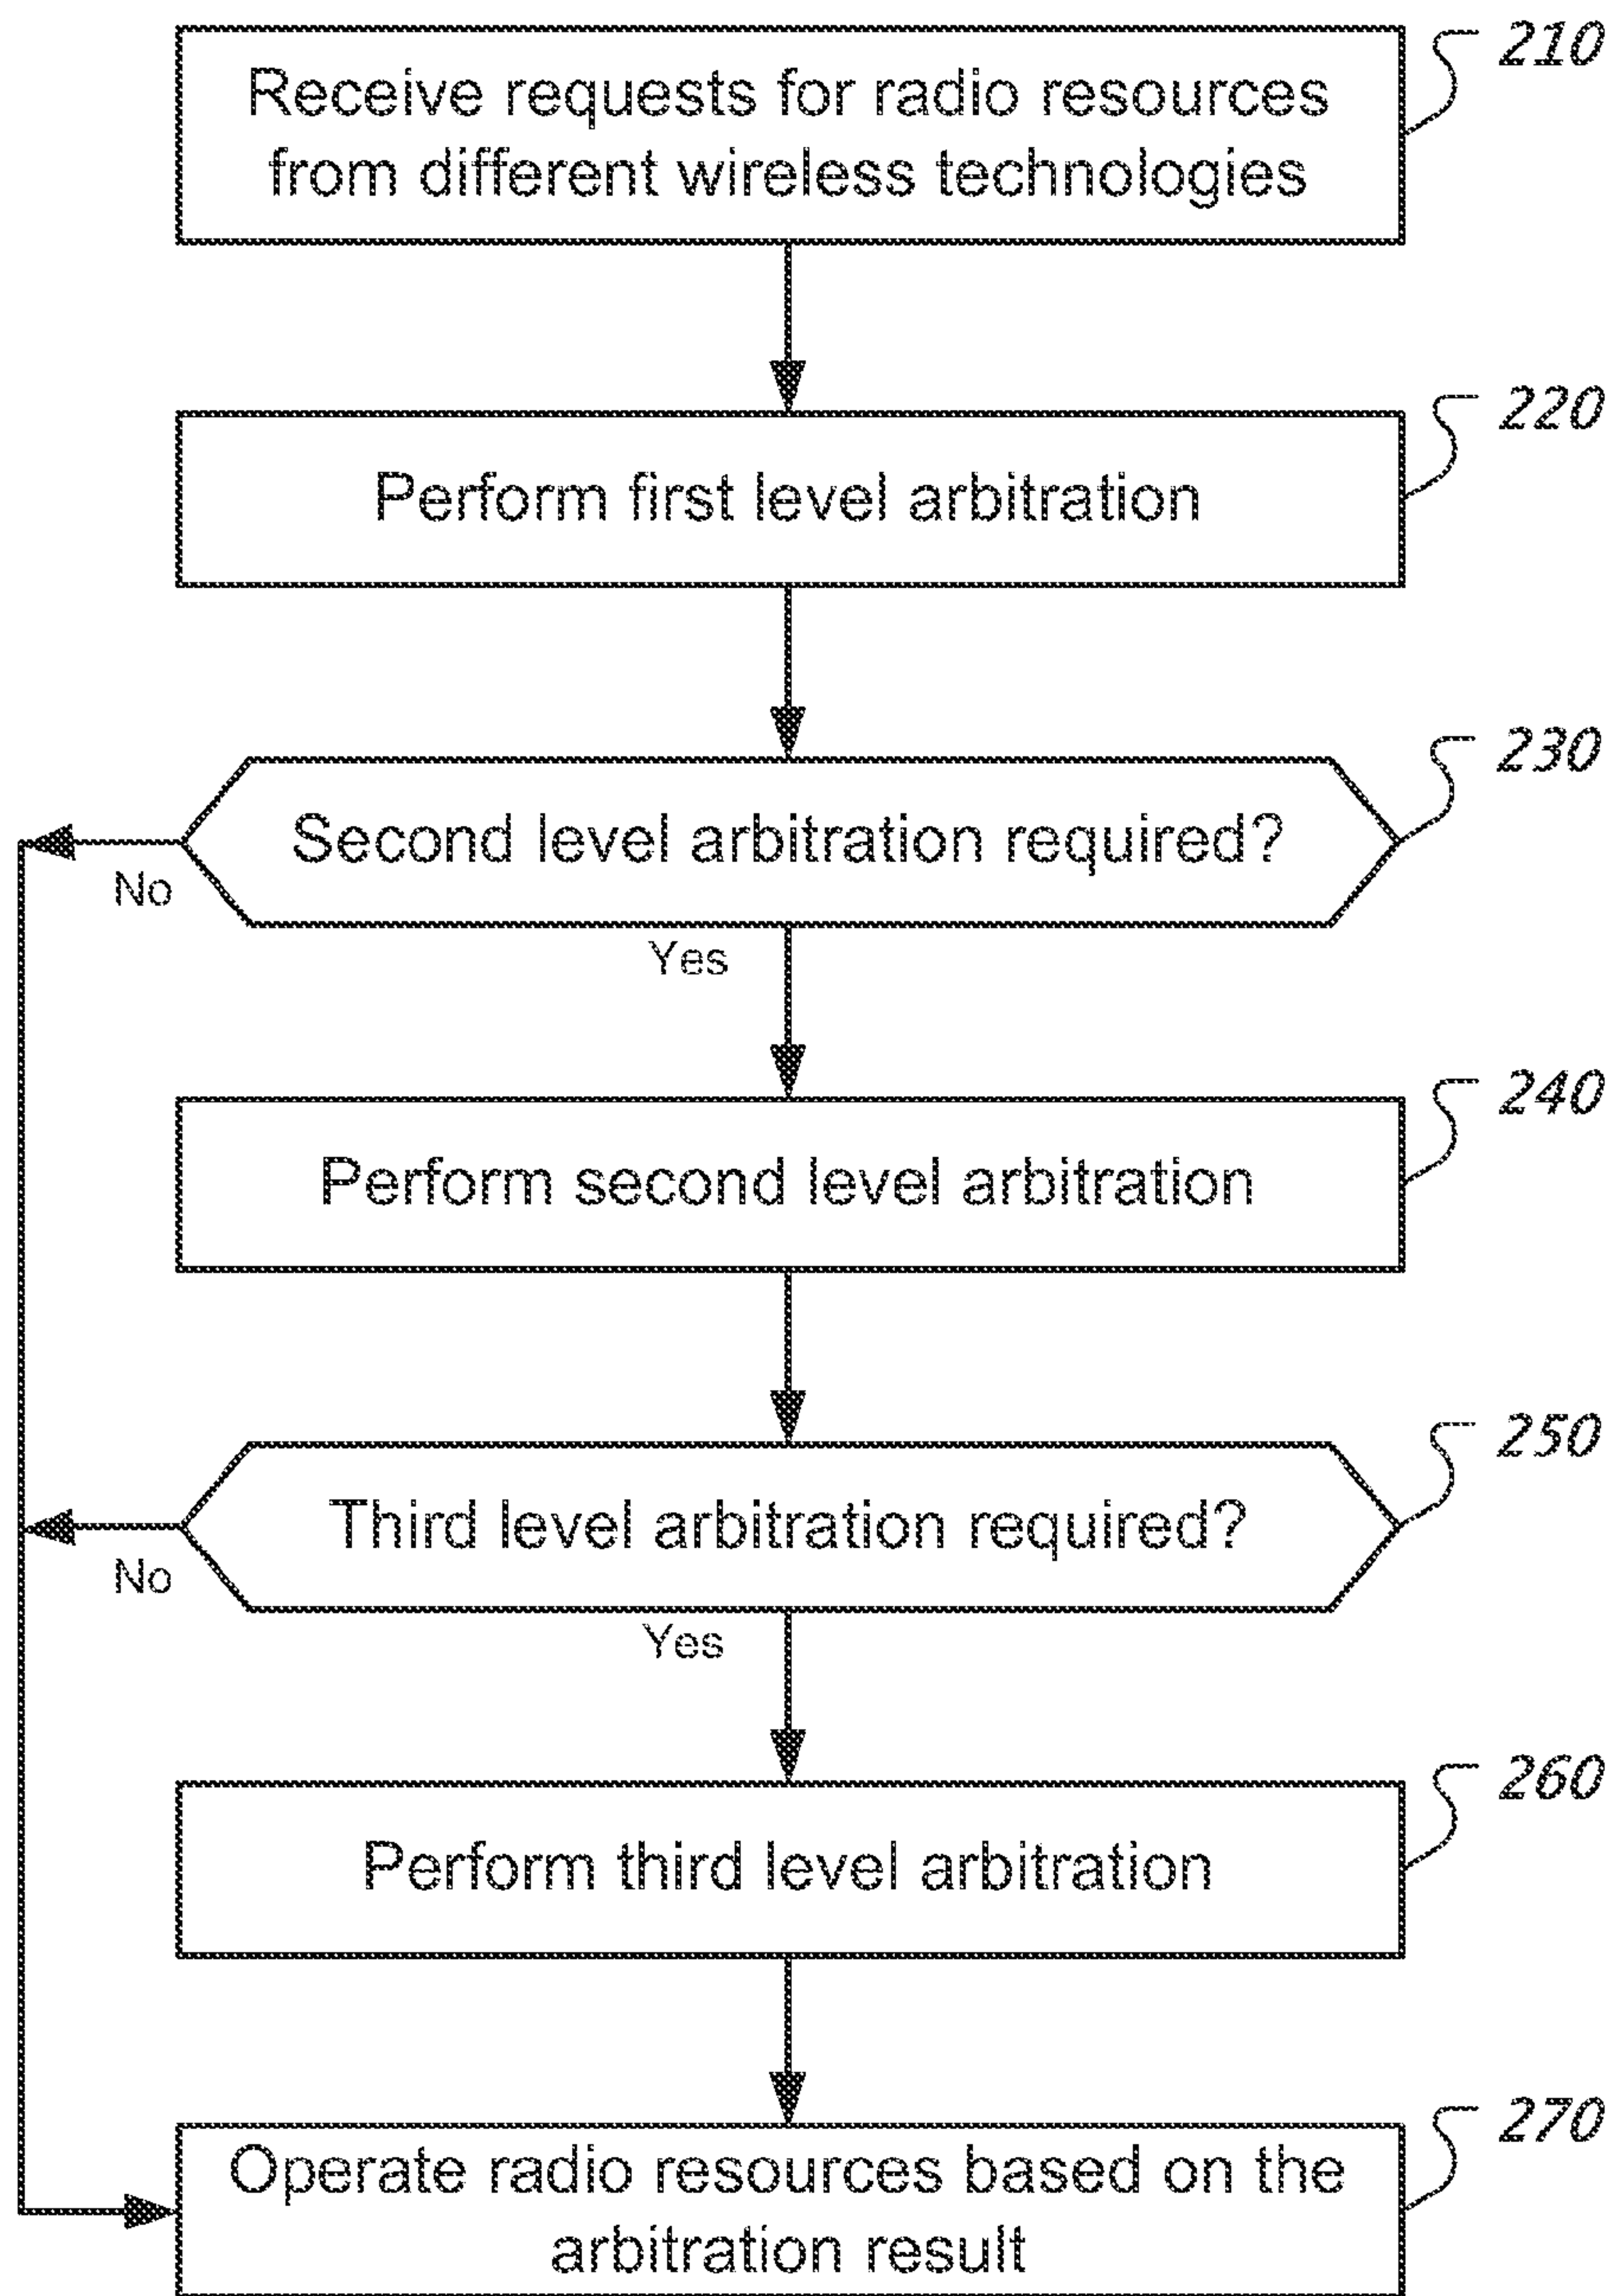 210
Receive requests for radio resources
from different wireless technologies
220
Perform first level arbitration
230
Second level arbitration required?
No
Yes
240
Perform second level arbitration
250
Third level arbitration required?
No
Yes
260
Perform third level arbitration
270
Operate radio resources based on the
arbitration result